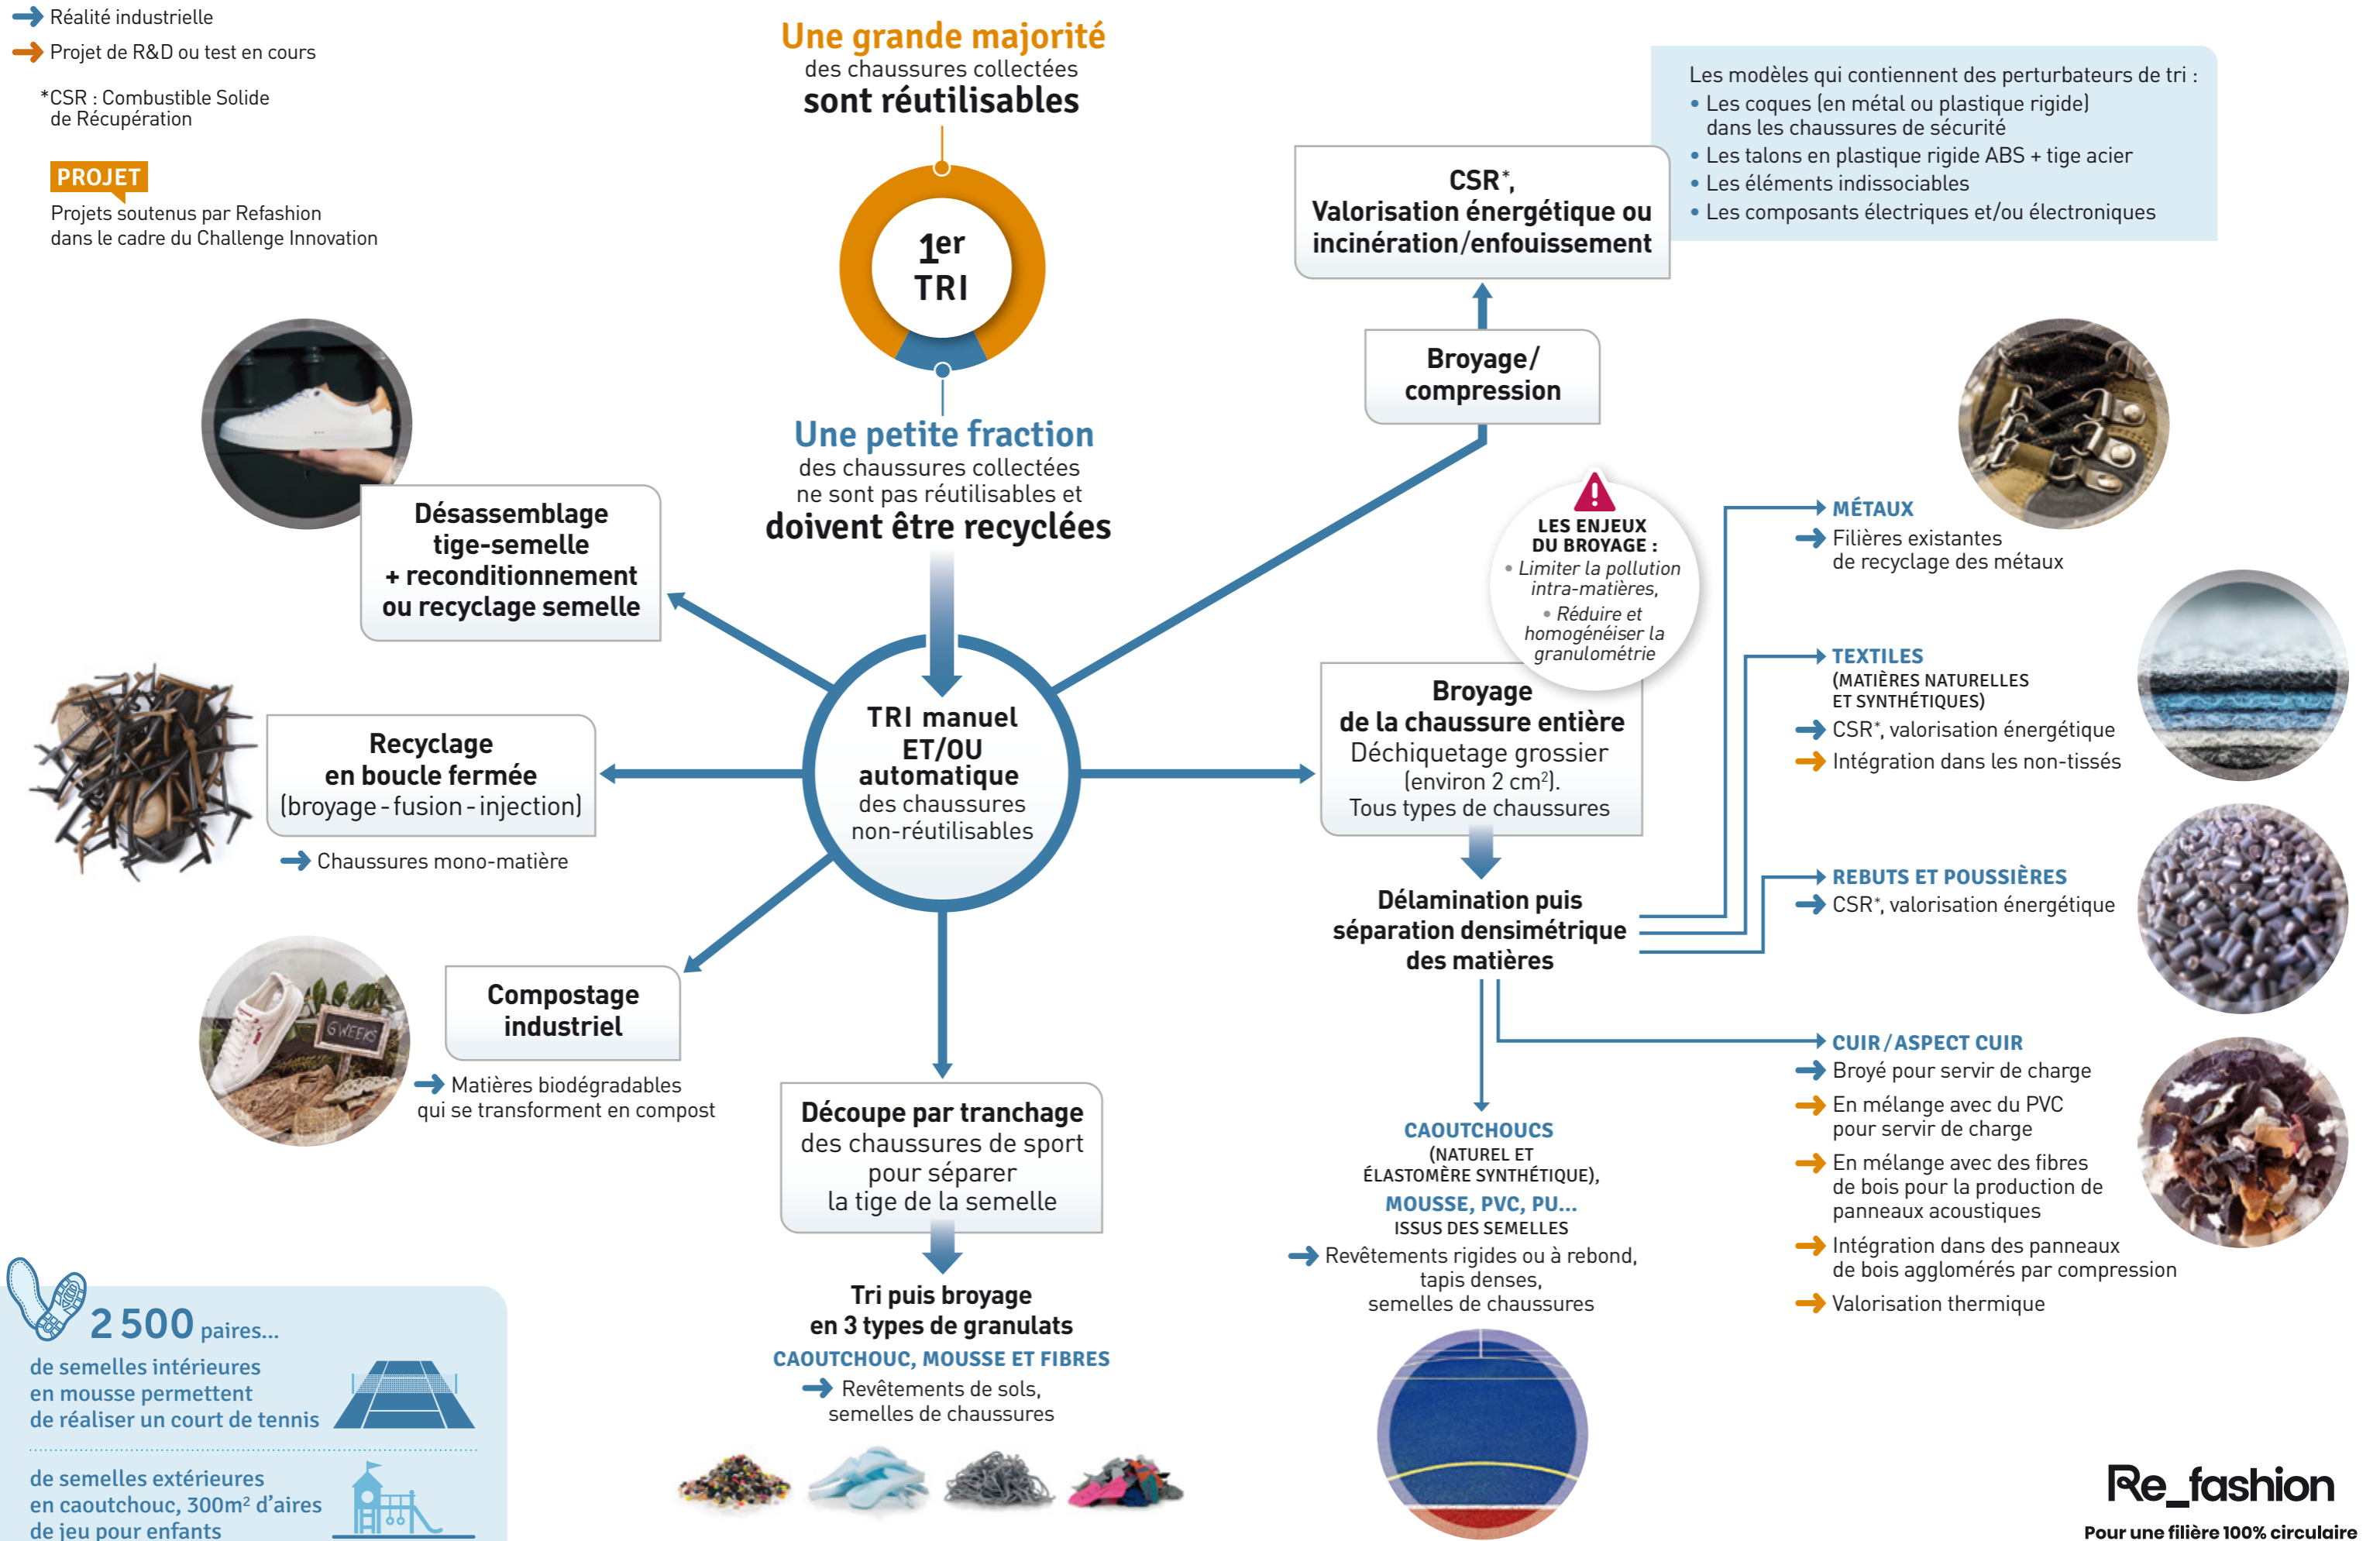 Réalité industrielle
Projet de R&D ou test en cours
*CSR : Combustible Solide
de Récupération
PROJET
Projets soutenus par Refashion
dans le cadre du Challenge Innovation
Une grande majorité
des chaussures collectées
sont réutilisables
1er
TRI
Une petite fraction
des chaussures collectées
ne sont pas réutilisables et
doivent être recyclées
CSR*,
Valorisation énergétique ou
incinération/enfouissement
Les modèles qui contiennent des perturbateurs de tri :
• Les coques (en métal ou plastique rigide)
dans les chaussures de sécurité
• Les talons en plastique rigide ABS + tige acier
• Les éléments indissociables
• Les composants électriques et/ou électroniques
Broyage/
compression
Désassemblage
tige-semelle
+ reconditionnement
ou recyclage semelle
Recyclage
en boucle fermée
(broyage - fusion - injection)
Chaussures mono-matière
TRI manuel
ET/OU
automatique
des chaussures
non-réutilisables
Compostage
industriel
6 WEEKS
Matières biodégradables
qui se transforment en compost
Découpe par tranchage
des chaussures de sport
pour séparer
la tige de la semelle
Tri puis broyage
en 3 types de granulats
CAOUTCHOUC, MOUSSE ET FIBRES
Revêtements de sols,
semelles de chaussures
LES ENJEUX
DU BROYAGE :
• Limiter la pollution
intra-matières,
• Réduire et
homogénéiser la
granulométrie
Broyage
de la chaussure entière
Déchiquetage grossier
(environ 2 cm²).
Tous types de chaussures
Délamination puis
séparation densimétrique
des matières
MÉTAUX
Filières existantes
de recyclage des métaux
TEXTILES
(MATIÈRES NATURELLES
ET SYNTHÉTIQUES)
CSR*, valorisation énergétique
Intégration dans les non-tissés
REBUTS ET POUSSIÈRES
CSR*, valorisation énergétique
CUIR / ASPECT CUIR
Broyé pour servir de charge
En mélange avec du PVC
pour servir de charge
En mélange avec des fibres
de bois pour la production de
panneaux acoustiques
Intégration dans des panneaux
de bois agglomérés par compression
Valorisation thermique
CAOUTCHOUCS
(NATUREL ET
ÉLASTOMÈRE SYNTHÉTIQUE),
MOUSSE, PVC, PU...
ISSUS DES SEMELLES
Revêtements rigides ou à rebond,
tapis denses,
semelles de chaussures
2 500 paires...
de semelles intérieures
en mousse permettent
de réaliser un court de tennis
de semelles extérieures
en caoutchouc, 300m² d'aires
de jeu pour enfants
Re_fashion
Pour une filière 100% circulaire